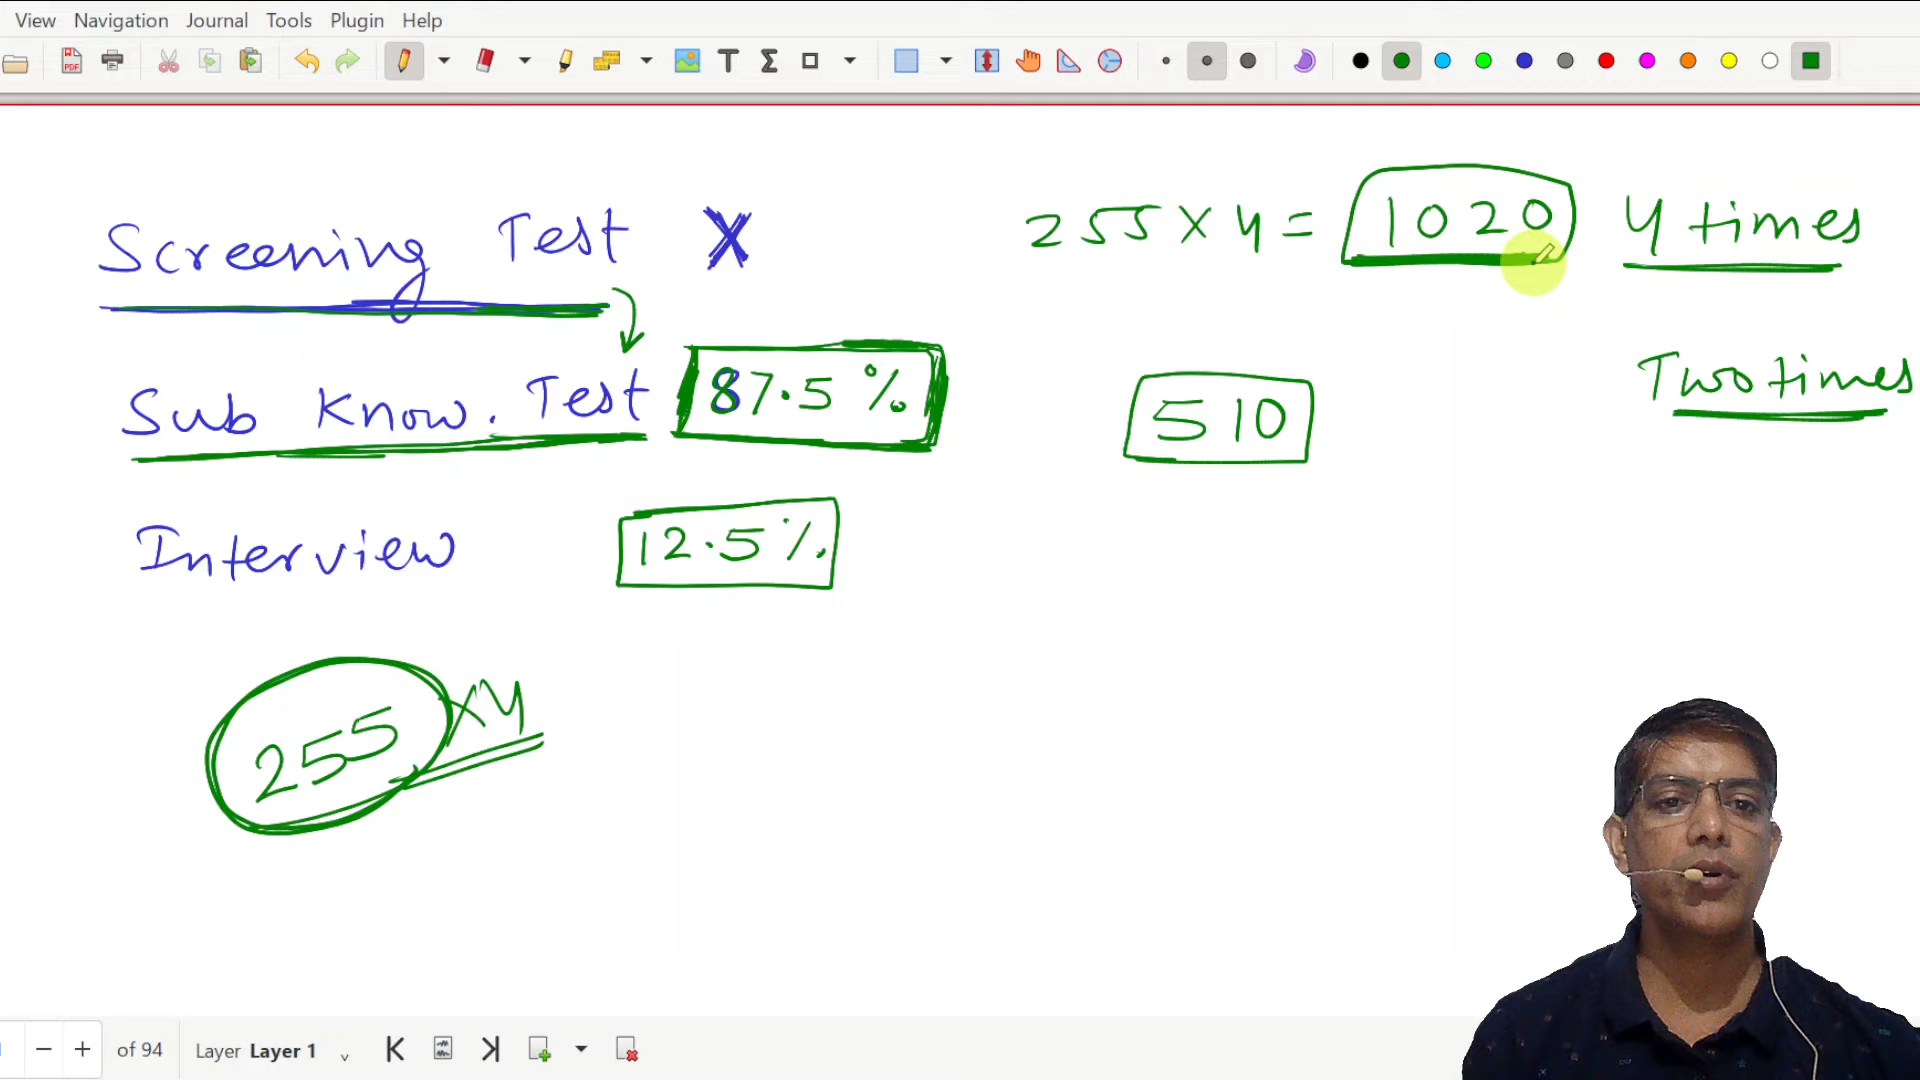 View Navigation Journal Tools Plugin Help
Screening Test X
255 x 4 = 1020 4 times
Sub Know. Test 87.5 %
510 Two times
Interview 12.5 %
255 x 4
of 94 Layer Layer 1